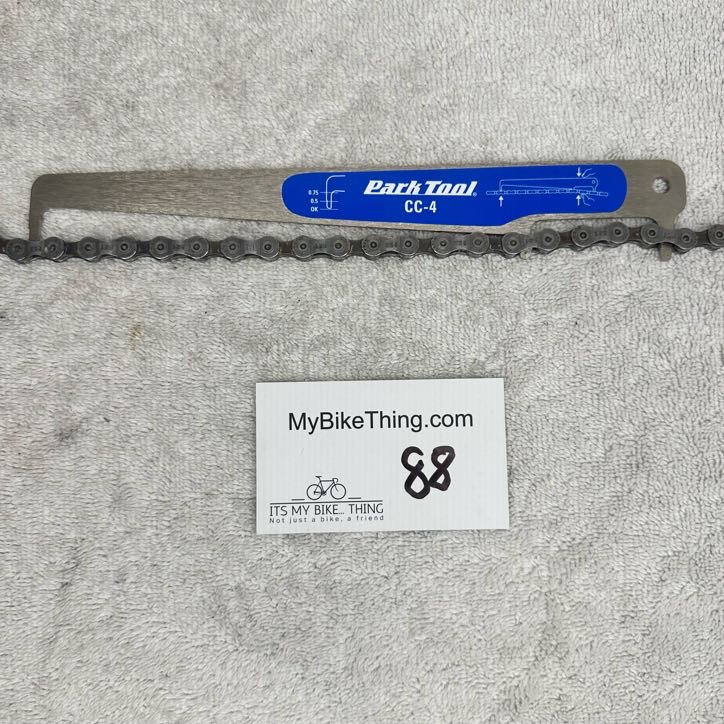 Park Tool®
CC-4
0.75
0.5
OK
MyBikeThing.com
88
ITS MY BIKE... THING
Not just a bike, a friend